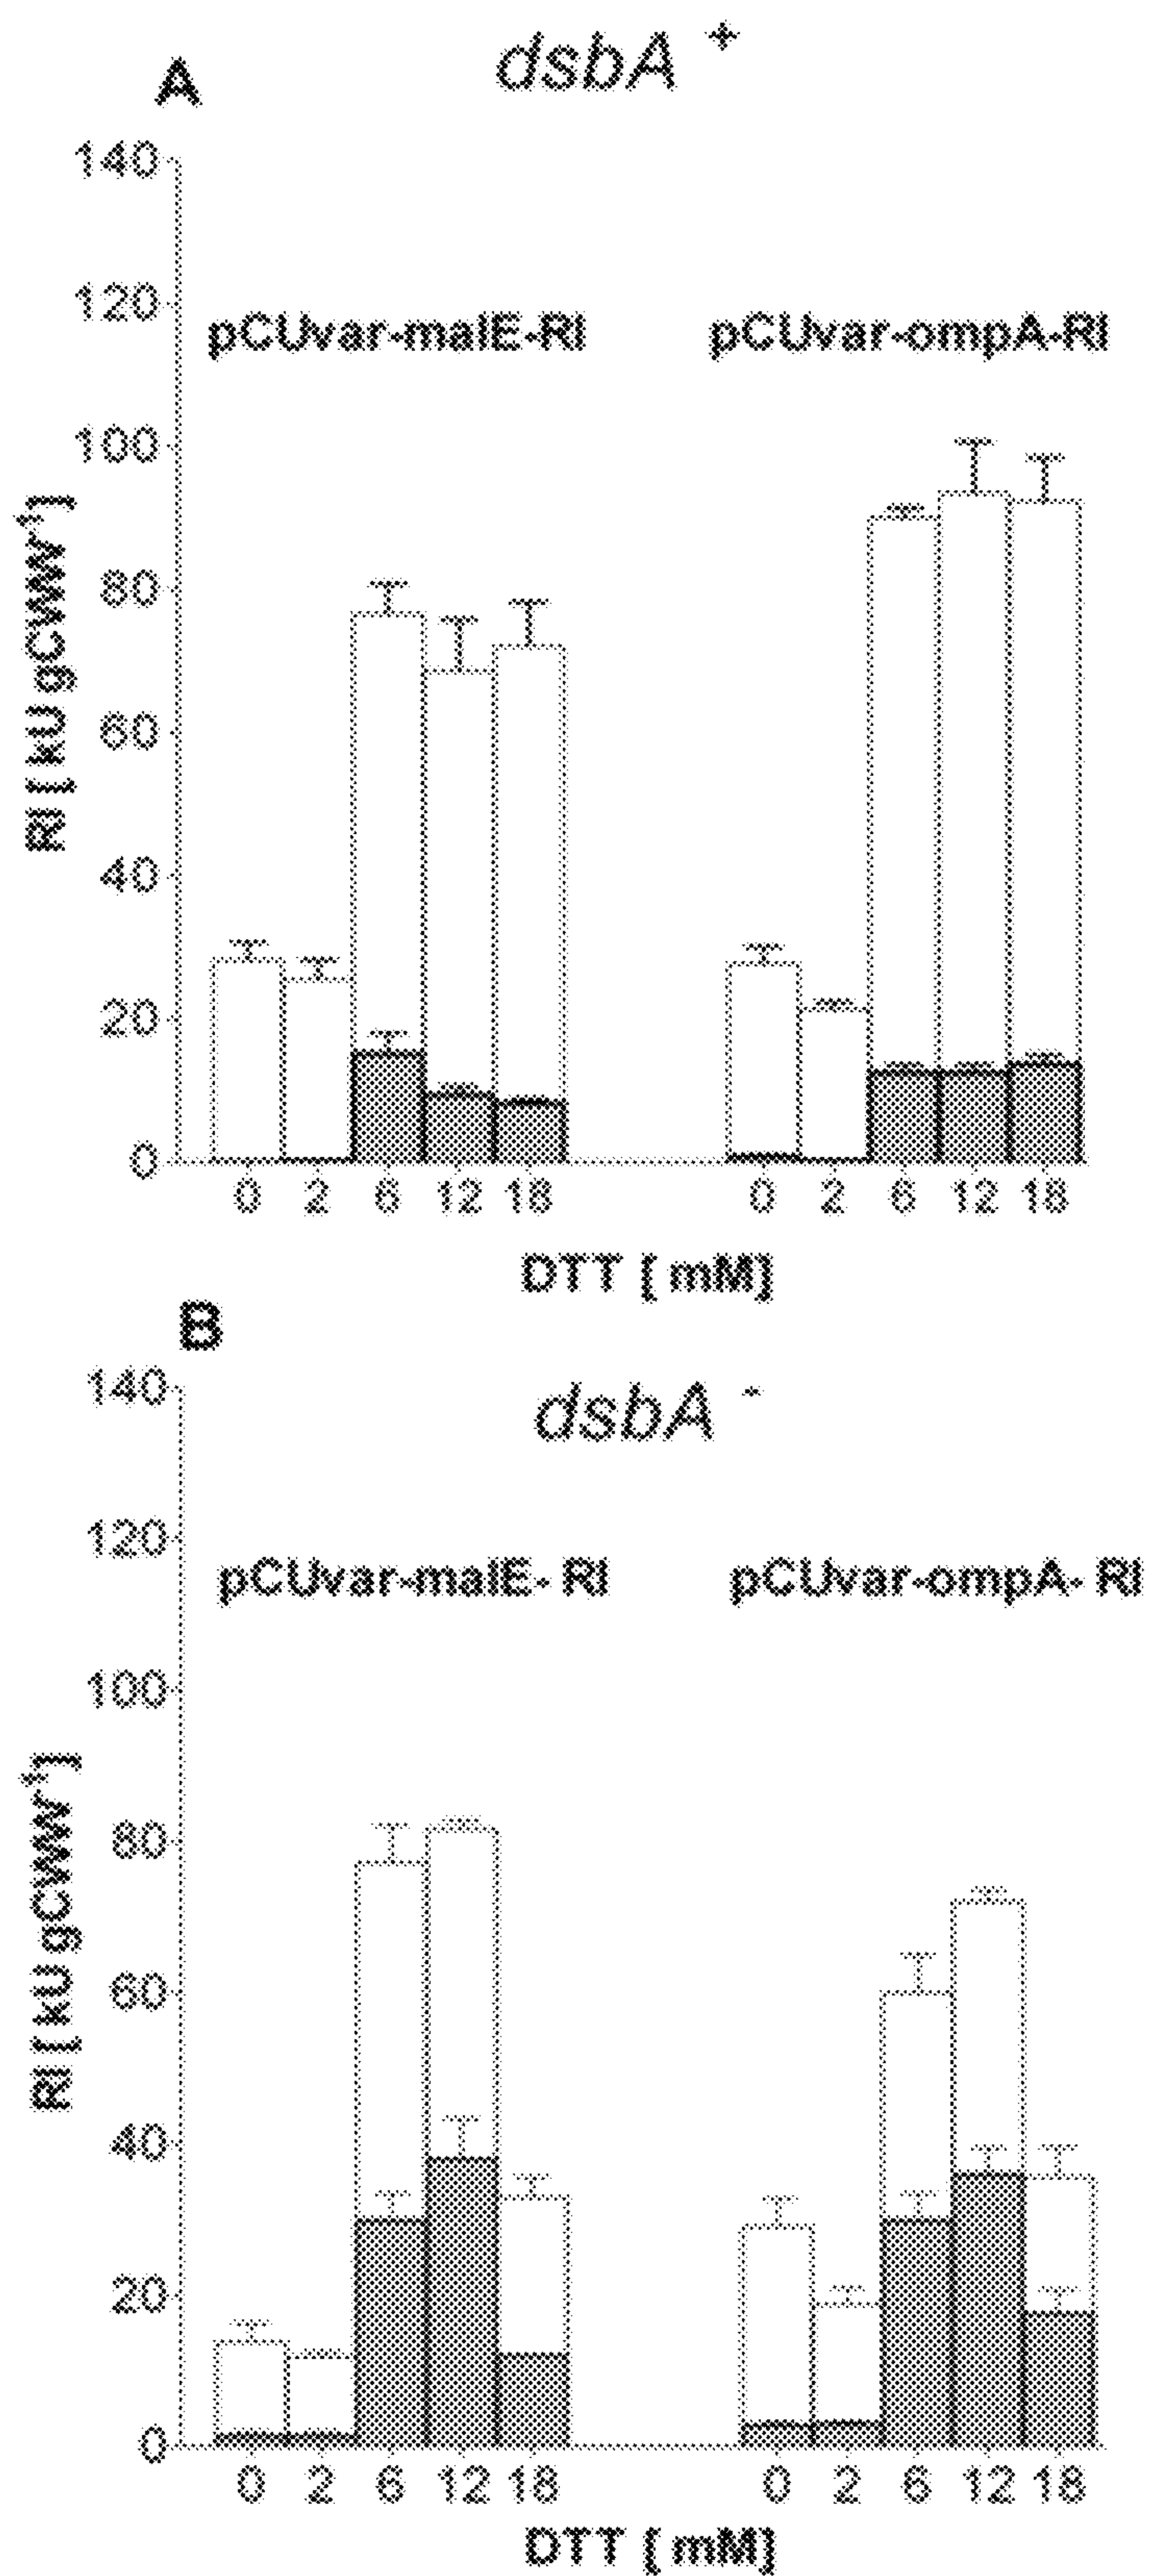 A
dsbA +
140
120
pCUvar-malE-RI pCUvar-ompA-RI
100
80
60
40
20
0
RI [ kU gCWW⁻¹]
0 2 6 12 18 0 2 6 12 18
DTT [ mM]
B
dsbA -
140
120
pCUvar-malE- RI pCUvar-ompA- RI
100
80
60
40
20
0
RI [ kU gCWW⁻¹]
0 2 6 12 18 0 2 6 12 18
DTT [ mM]